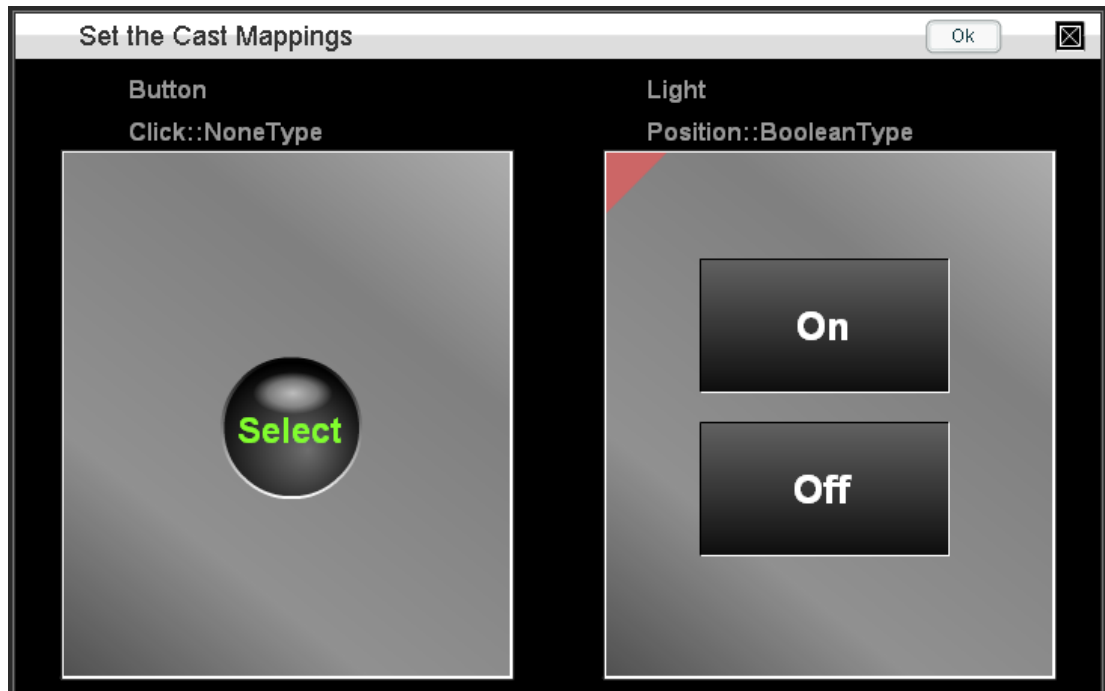 Set the Cast Mappings
Ok
Button
Click::NoneType
Select
Light
Position::BooleanType
On
Off